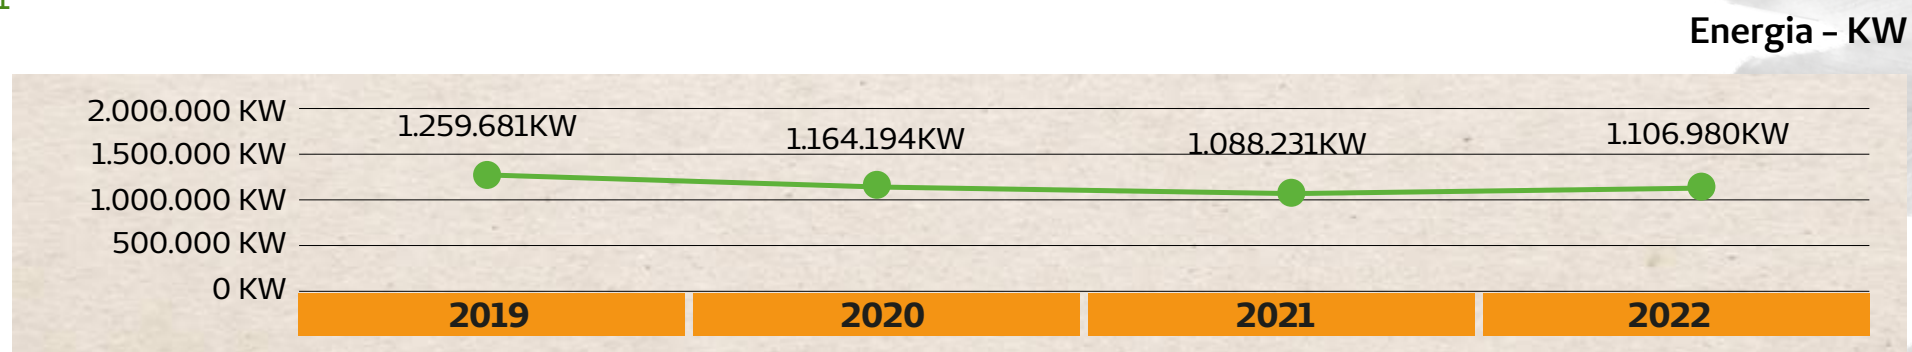 Energia - KW
2.000.000 KW
1.259.681KW
1.164.194KW
1.088.231KW
1.106.980KW
1.500.000 KW
1.000.000 KW
500.000 KW
0 KW
2019 2020 2021 2022